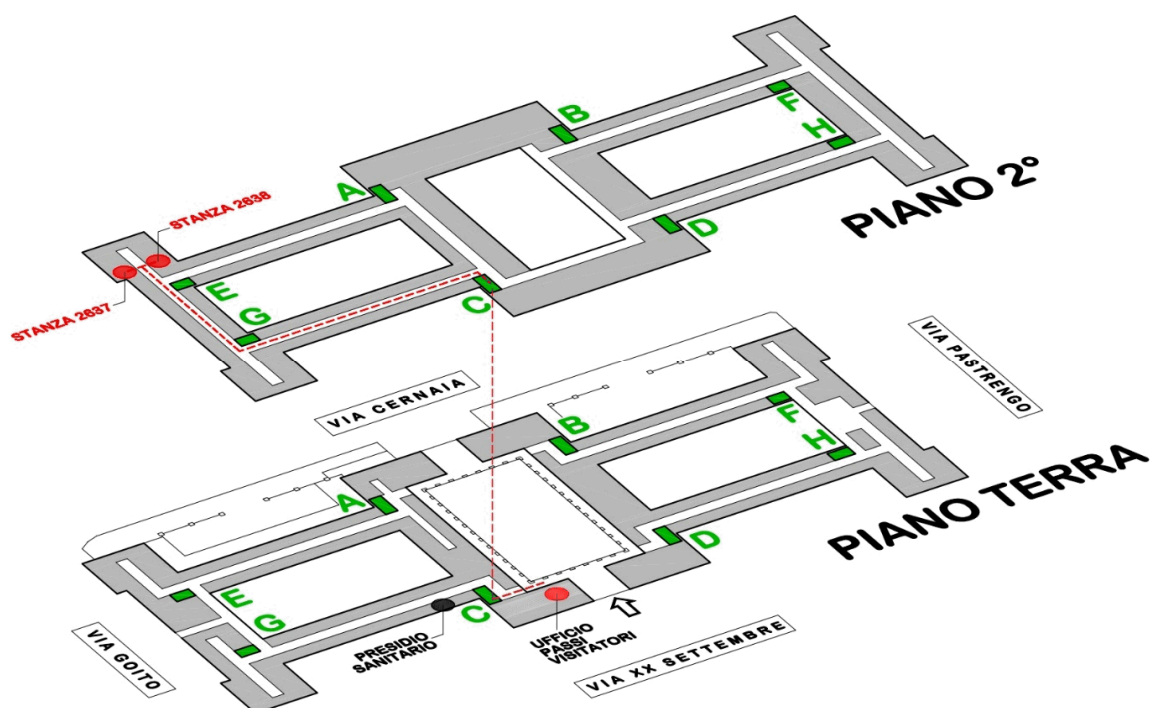 B
F
H
A
STANZA 2638
PIANO 2°
D
STANZA 2637
E
G
C
VIA CERNAIA
VIA PASTRENGO
B
F
H
A
PIANO TERRA
D
E
G
C
VIA GOITO
PRESIDIO
SANITARIO
UFFICIO
PASSI
VISITATORI
VIA XX SETTEMBRE